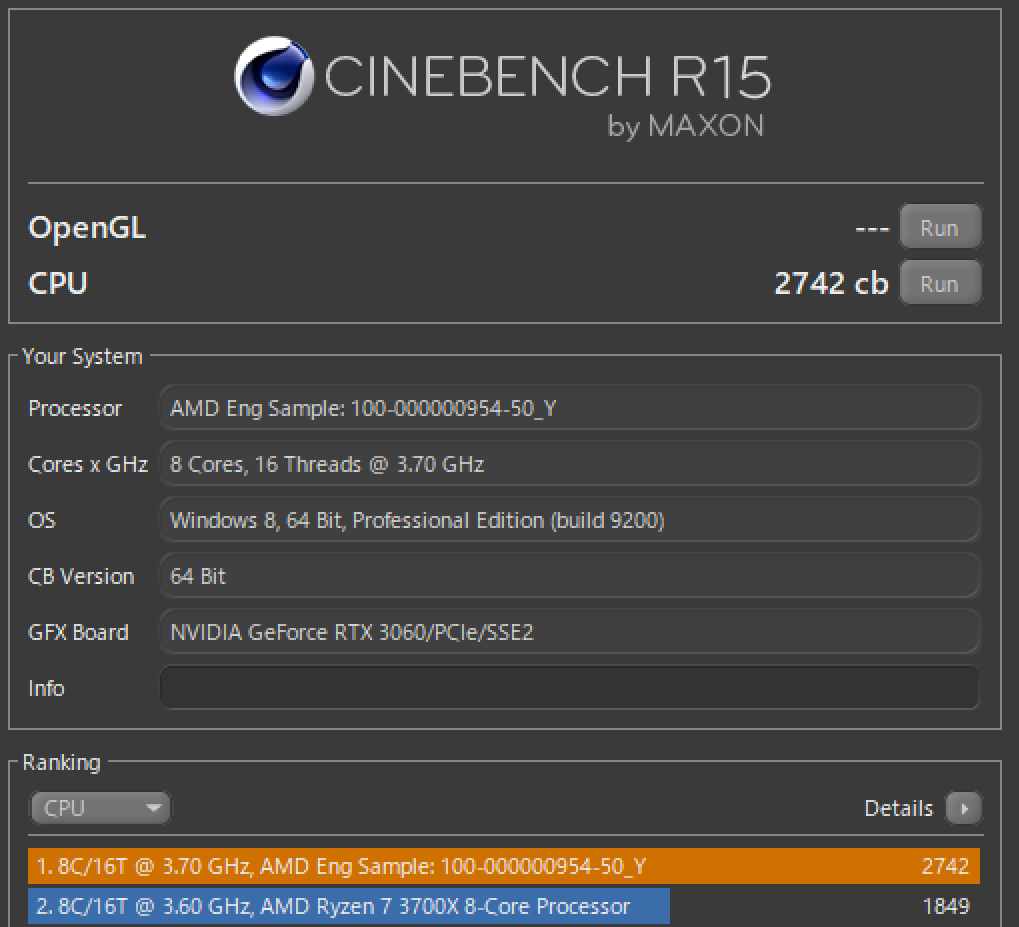 CINEBENCH R15
by MAXON
OpenGL --- Run
CPU 2742 cb Run
Your System
Processor AMD Eng Sample: 100-000000954-50_Y
Cores x GHz 8 Cores, 16 Threads @ 3.70 GHz
OS Windows 8, 64 Bit, Professional Edition (build 9200)
CB Version 64 Bit
GFX Board NVIDIA GeForce RTX 3060/PCIe/SSE2
Info
Ranking
CPU Details
1. 8C/16T @ 3.70 GHz, AMD Eng Sample: 100-000000954-50_Y 2742
2. 8C/16T @ 3.60 GHz, AMD Ryzen 7 3700X 8-Core Processor 1849